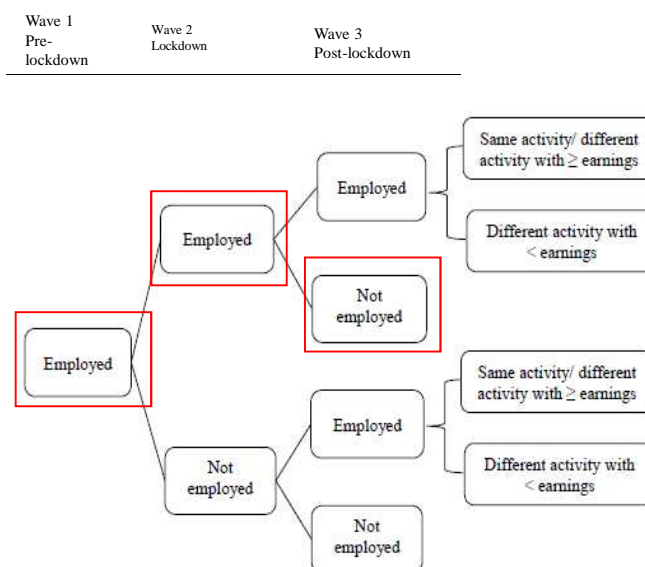 Wave 1
Pre-
lockdown
Wave 2
Lockdown
Wave 3
Post-lockdown
Same activity/ different
activity with ≥ earnings
Employed
Different activity with
< earnings
Employed
Not
employed
Employed
Same activity/ different
activity with ≥ earnings
Employed
Different activity with
< earnings
Not
employed
Not
employed